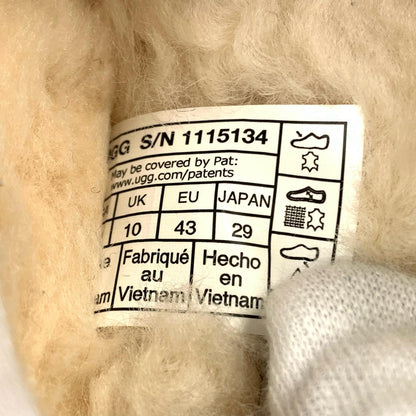 GG S/N 1115134
May be covered by Pat:
www.ugg.com/patents
UK EU JAPAN
10 43 29
Fabriqué Hecho
au en
Vietnam Vietnam